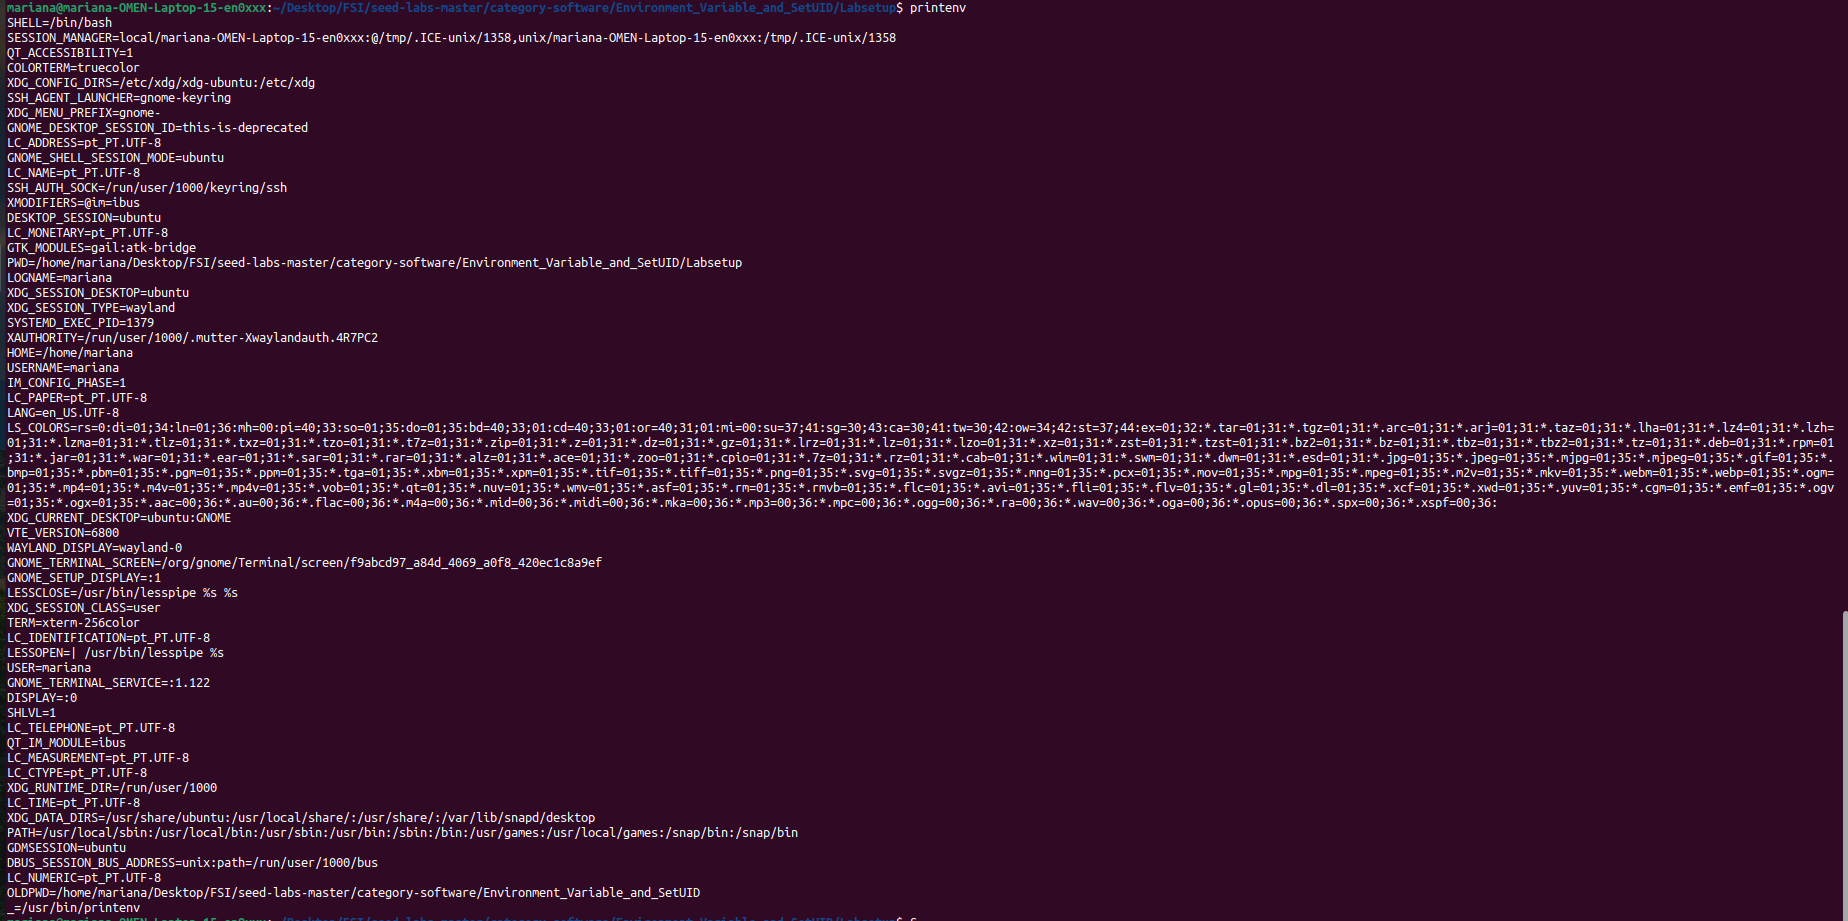 mariana@mariana-OMEN-Laptop-15-en0xxx:~/Desktop/FSI/seed-labs-master/category-software/Environment_Variable_and_SetUID/Labsetup$ printenv
SHELL=/bin/bash
SESSION_MANAGER=local/mariana-OMEN-Laptop-15-en0xxx:@/tmp/.ICE-unix/1358,unix/mariana-OMEN-Laptop-15-en0xxx:/tmp/.ICE-unix/1358
QT_ACCESSIBILITY=1
COLORTERM=truecolor
XDG_CONFIG_DIRS=/etc/xdg/xdg-ubuntu:/etc/xdg
SSH_AGENT_LAUNCHER=gnome-keyring
XDG_MENU_PREFIX=gnome-
GNOME_DESKTOP_SESSION_ID=this-is-deprecated
LC_ADDRESS=pt_PT.UTF-8
GNOME_SHELL_SESSION_MODE=ubuntu
LC_NAME=pt_PT.UTF-8
SSH_AUTH_SOCK=/run/user/1000/keyring/ssh
XMODIFIERS=@im=ibus
DESKTOP_SESSION=ubuntu
LC_MONETARY=pt_PT.UTF-8
GTK_MODULES=gail:atk-bridge
PWD=/home/mariana/Desktop/FSI/seed-labs-master/category-software/Environment_Variable_and_SetUID/Labsetup
LOGNAME=mariana
XDG_SESSION_DESKTOP=ubuntu
XDG_SESSION_TYPE=wayland
SYSTEMD_EXEC_PID=1379
XAUTHORITY=/run/user/1000/.mutter-Xwaylandauth.4R7PC2
HOME=/home/mariana
USERNAME=mariana
IM_CONFIG_PHASE=1
LC_PAPER=pt_PT.UTF-8
LANG=en_US.UTF-8
LS_COLORS=rs=0:di=01;34:ln=01;36:mh=00:pi=40;33:so=01;35:do=01;35:bd=40;33;01:cd=40;33;01:or=40;31;01:mi=00:su=37;41:sg=30;43:ca=30;41:tw=30;42:ow=34;42:st=37;44:ex=01;32:*.tar=01;31:*.tgz=01;31:*.arc=01;31:*.arj=01;31:*.taz=01;31:*.lha=01;31:*.lz4=01;31:*.lzh=
01;31:*.lzma=01;31:*.tlz=01;31:*.txz=01;31:*.tzo=01;31:*.t7z=01;31:*.zip=01;31:*.z=01;31:*.dz=01;31:*.gz=01;31:*.lrz=01;31:*.lz=01;31:*.lzo=01;31:*.xz=01;31:*.zst=01;31:*.tzst=01;31:*.bz2=01;31:*.bz=01;31:*.tbz=01;31:*.tbz2=01;31:*.tz=01;31:*.deb=01;31:*.rpm=01
;31:*.jar=01;31:*.war=01;31:*.ear=01;31:*.sar=01;31:*.rar=01;31:*.alz=01;31:*.ace=01;31:*.zoo=01;31:*.cpio=01;31:*.7z=01;31:*.rz=01;31:*.cab=01;31:*.wim=01;31:*.swm=01;31:*.dwm=01;31:*.esd=01;31:*.jpg=01;35:*.jpeg=01;35:*.mjpg=01;35:*.mjpeg=01;35:*.gif=01;35:*.
bmp=01;35:*.pbm=01;35:*.pgm=01;35:*.ppm=01;35:*.tga=01;35:*.xbm=01;35:*.xpm=01;35:*.tif=01;35:*.tiff=01;35:*.png=01;35:*.svg=01;35:*.svgz=01;35:*.mng=01;35:*.pcx=01;35:*.mov=01;35:*.mpg=01;35:*.mpeg=01;35:*.m2v=01;35:*.mkv=01;35:*.webm=01;35:*.webp=01;35:*.ogm=
01;35:*.mp4=01;35:*.m4v=01;35:*.mp4v=01;35:*.vob=01;35:*.qt=01;35:*.nuv=01;35:*.wmv=01;35:*.asf=01;35:*.rm=01;35:*.rmvb=01;35:*.flc=01;35:*.avi=01;35:*.fli=01;35:*.flv=01;35:*.gl=01;35:*.dl=01;35:*.xcf=01;35:*.xwd=01;35:*.yuv=01;35:*.cgm=01;35:*.emf=01;35:*.ogv
=01;35:*.ogx=01;35:*.aac=00;36:*.au=00;36:*.flac=00;36:*.m4a=00;36:*.mid=00;36:*.midi=00;36:*.mka=00;36:*.mp3=00;36:*.mpc=00;36:*.ogg=00;36:*.ra=00;36:*.wav=00;36:*.oga=00;36:*.opus=00;36:*.spx=00;36:*.xspf=00;36:
XDG_CURRENT_DESKTOP=ubuntu:GNOME
VTE_VERSION=6800
WAYLAND_DISPLAY=wayland-0
GNOME_TERMINAL_SCREEN=/org/gnome/Terminal/screen/f9abcd97_a84d_4069_a0f8_420ec1c8a9ef
GNOME_SETUP_DISPLAY=:1
LESSCLOSE=/usr/bin/lesspipe %s %s
XDG_SESSION_CLASS=user
TERM=xterm-256color
LC_IDENTIFICATION=pt_PT.UTF-8
LESSOPEN=| /usr/bin/lesspipe %s
USER=mariana
GNOME_TERMINAL_SERVICE=:1.122
DISPLAY=:0
SHLVL=1
LC_TELEPHONE=pt_PT.UTF-8
QT_IM_MODULE=ibus
LC_MEASUREMENT=pt_PT.UTF-8
LC_CTYPE=pt_PT.UTF-8
XDG_RUNTIME_DIR=/run/user/1000
LC_TIME=pt_PT.UTF-8
XDG_DATA_DIRS=/usr/share/ubuntu:/usr/local/share/:/usr/share/:/var/lib/snapd/desktop
PATH=/usr/local/sbin:/usr/local/bin:/usr/sbin:/usr/bin:/sbin:/bin:/usr/games:/usr/local/games:/snap/bin:/snap/bin
GDMSESSION=ubuntu
DBUS_SESSION_BUS_ADDRESS=unix:path=/run/user/1000/bus
LC_NUMERIC=pt_PT.UTF-8
OLDPWD=/home/mariana/Desktop/FSI/seed-labs-master/category-software/Environment_Variable_and_SetUID
_=/usr/bin/printenv